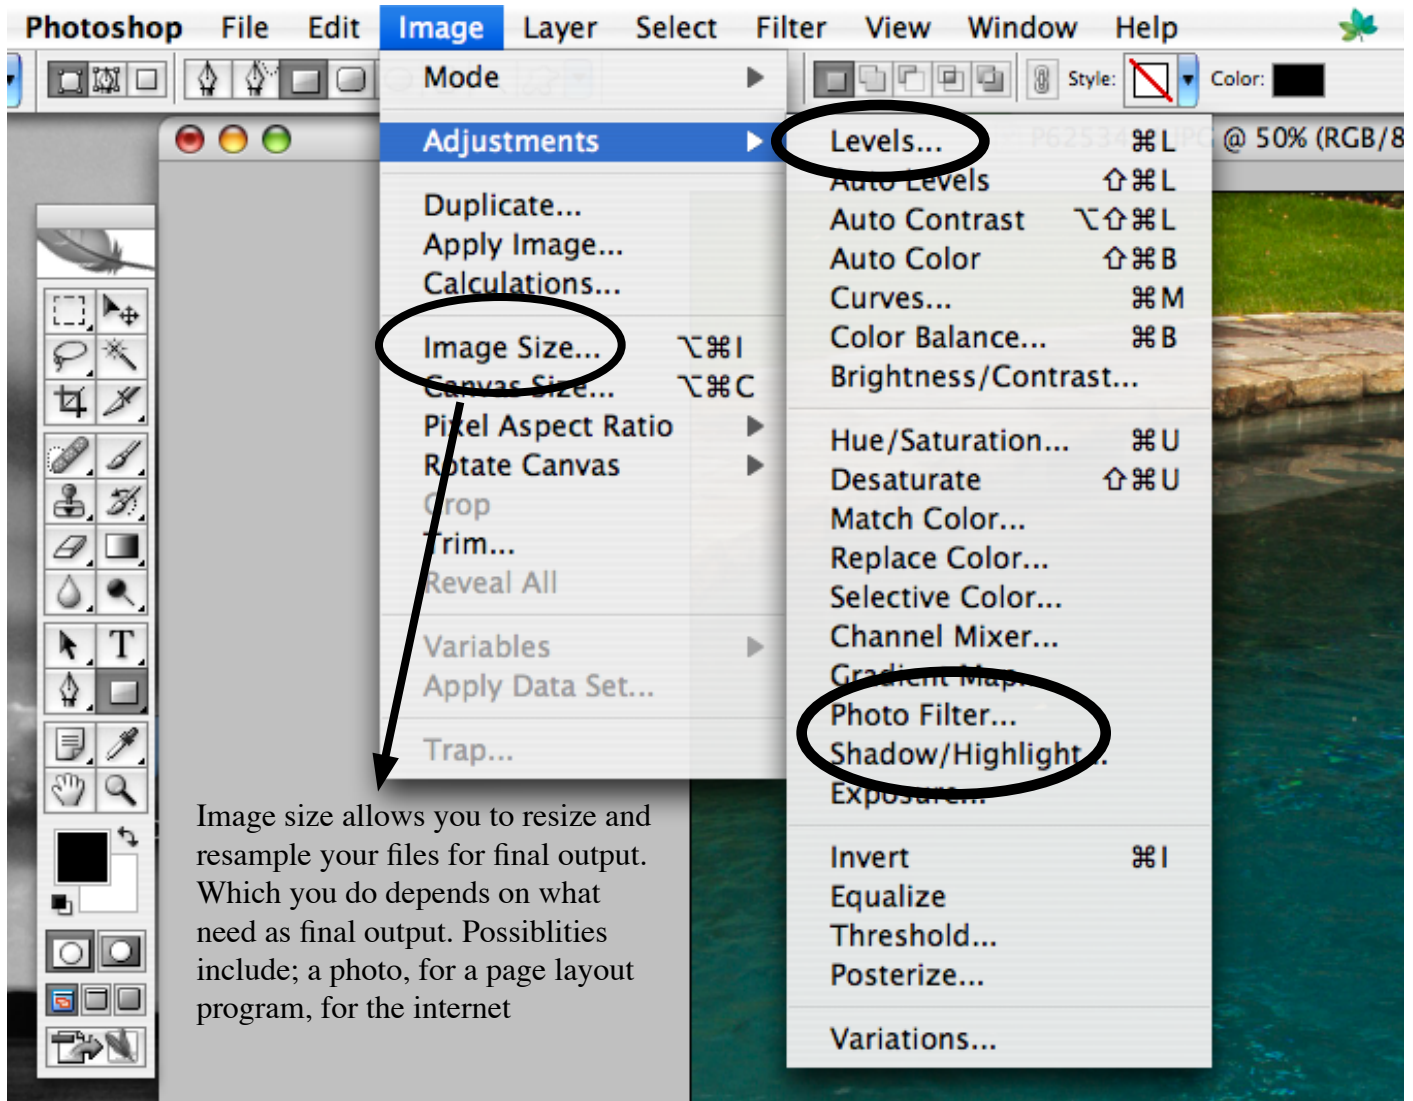 Photoshop File Edit Image Layer Select Filter View Window Help
Style: Color:
P62534 JPG @ 50% (RGB/8
Mode
Adjustments
Duplicate...
Apply Image...
Calculations...
Image Size... ⌥⌘I
Canvas Size... ⌥⌘C
Pixel Aspect Ratio
Rotate Canvas
Crop
Trim...
Reveal All
Variables
Apply Data Set...
Trap...
Levels... ⌘L
Auto Levels ⇧⌘L
Auto Contrast ⌥⇧⌘L
Auto Color ⇧⌘B
Curves... ⌘M
Color Balance... ⌘B
Brightness/Contrast...
Hue/Saturation... ⌘U
Desaturate ⇧⌘U
Match Color...
Replace Color...
Selective Color...
Channel Mixer...
Gradient Map...
Photo Filter...
Shadow/Highlight...
Exposure...
Invert ⌘I
Equalize
Threshold...
Posterize...
Variations...
T
Image size allows you to resize and
resample your files for final output.
Which you do depends on what
need as final output. Possiblities
include; a photo, for a page layout
program, for the internet